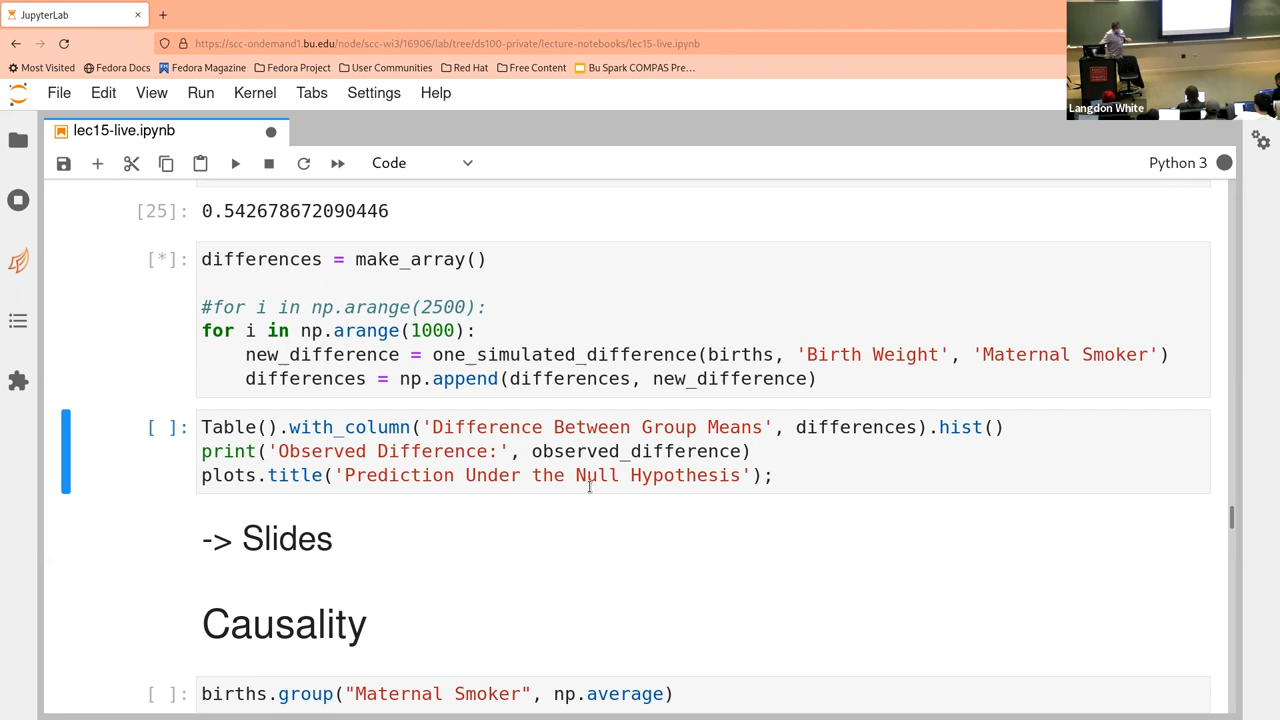 JupyterLab
https://scc-ondemand1.bu.edu/node/scc-wi3/16906/lab/tree/ds100-private/lecture-notebooks/lec15-live.ipynb
Most Visited Fedora Docs Fedora Magazine Fedora Project User Communities Red Hat Free Content Bu Spark COMPAS Pre...
Langdon White
File Edit View Run Kernel Tabs Settings Help
lec15-live.ipynb
Code Python 3
[25]: 0.542678672090446
[*]: differences = make_array()
#for i in np.arange(2500):
for i in np.arange(1000):
new_difference = one_simulated_difference(births, 'Birth Weight', 'Maternal Smoker')
differences = np.append(differences, new_difference)
[ ]: Table().with_column('Difference Between Group Means', differences).hist()
print('Observed Difference:', observed_difference)
plots.title('Prediction Under the Null Hypothesis');
-> Slides
Causality
[ ]: births.group("Maternal Smoker", np.average)